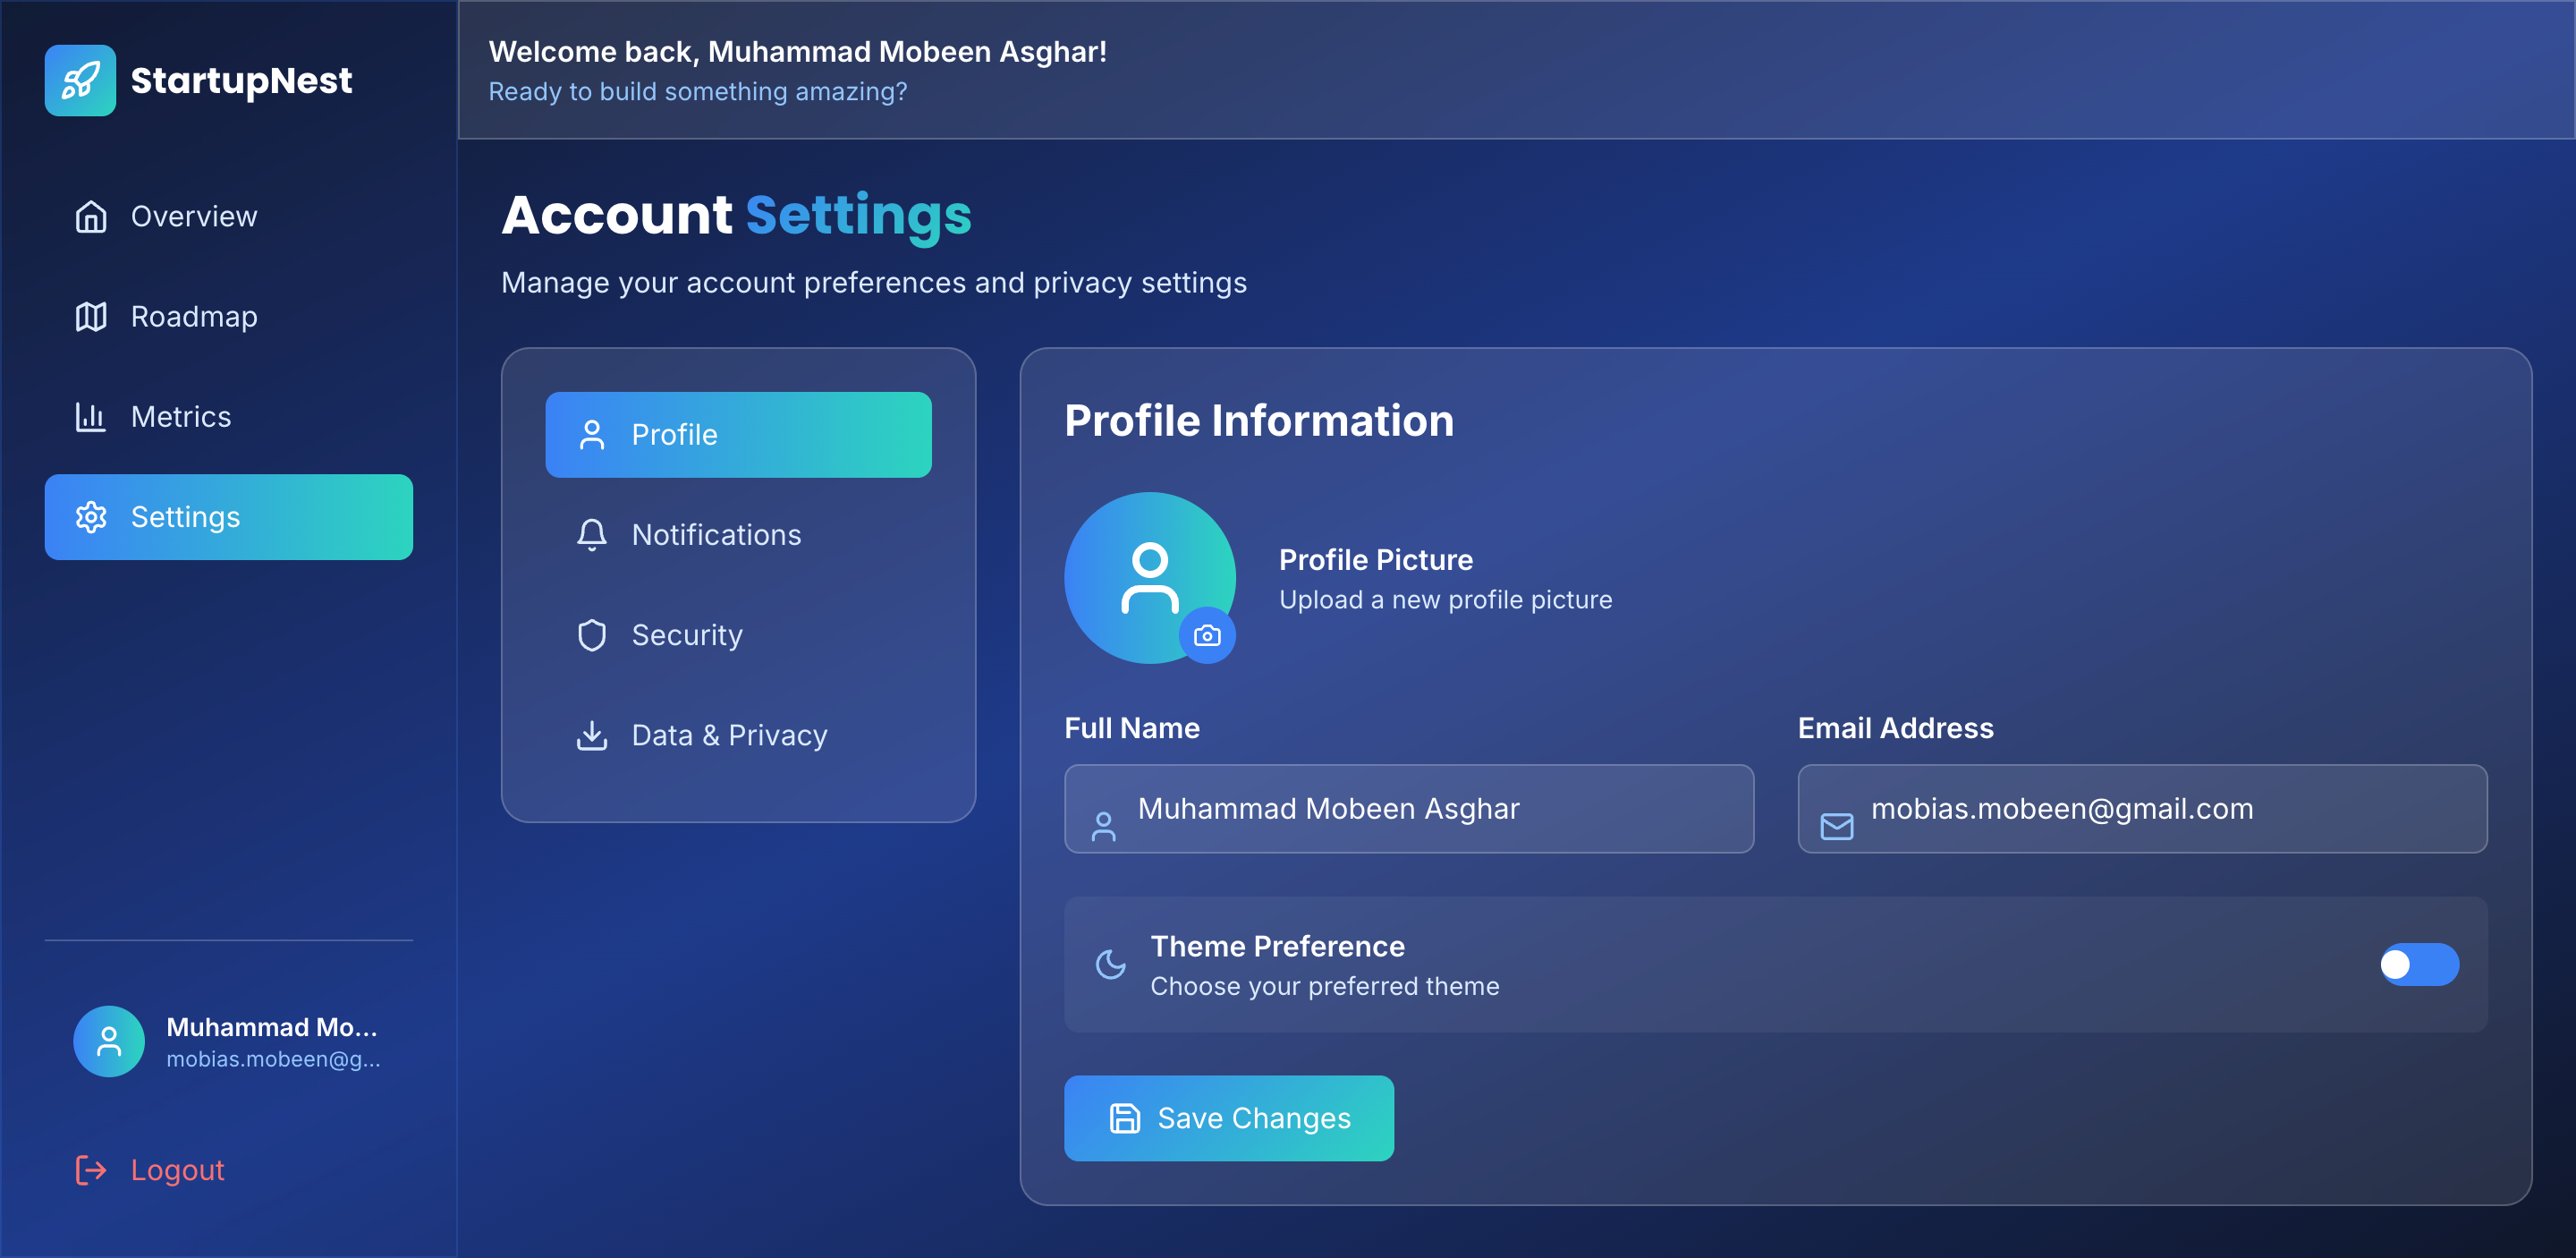 StartupNest
Overview
Roadmap
Metrics
Settings
Muhammad Mo...
mobias.mobeen@g...
Logout
Welcome back, Muhammad Mobeen Asghar!
Ready to build something amazing?
Account Settings
Manage your account preferences and privacy settings
Profile
Notifications
Security
Data & Privacy
Profile Information
Profile Picture
Upload a new profile picture
Full Name
Muhammad Mobeen Asghar
Email Address
mobias.mobeen@gmail.com
Theme Preference
Choose your preferred theme
Save Changes